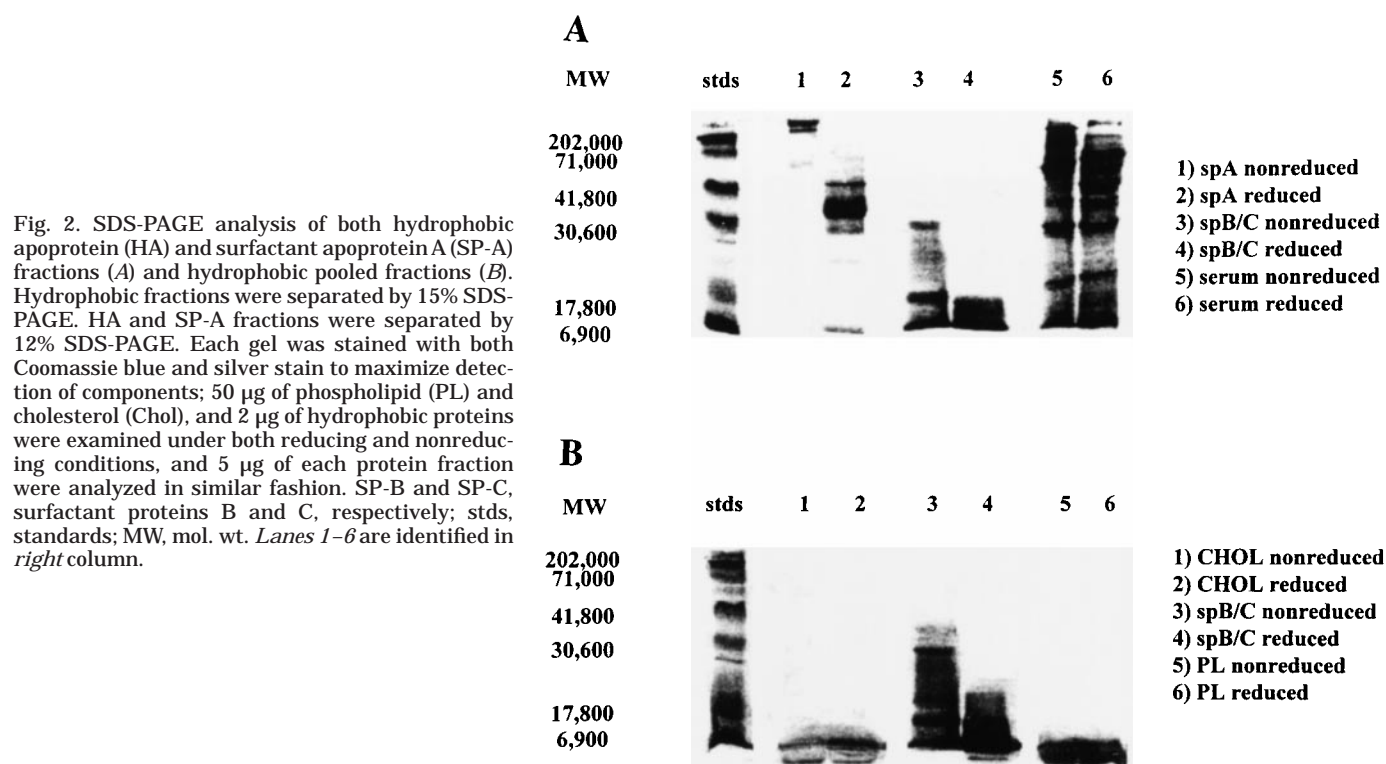 Fig. 2. SDS-PAGE analysis of both hydrophobic
apoprotein (HA) and surfactant apoprotein A (SP-A)
fractions (A) and hydrophobic pooled fractions (B).
Hydrophobic fractions were separated by 15% SDS-
PAGE. HA and SP-A fractions were separated by
12% SDS-PAGE. Each gel was stained with both
Coomassie blue and silver stain to maximize detec-
tion of components; 50 µg of phospholipid (PL) and
cholesterol (Chol), and 2 µg of hydrophobic proteins
were examined under both reducing and nonreduc-
ing conditions, and 5 µg of each protein fraction
were analyzed in similar fashion. SP-B and SP-C,
surfactant proteins B and C, respectively; stds,
standards; MW, mol. wt. Lanes 1–6 are identified in
right column.
A
MW stds 1 2 3 4 5 6
202,000
71,000
41,800
30,600
17,800
6,900
1) spA nonreduced
2) spA reduced
3) spB/C nonreduced
4) spB/C reduced
5) serum nonreduced
6) serum reduced
B
MW stds 1 2 3 4 5 6
202,000
71,000
41,800
30,600
17,800
6,900
1) CHOL nonreduced
2) CHOL reduced
3) spB/C nonreduced
4) spB/C reduced
5) PL nonreduced
6) PL reduced